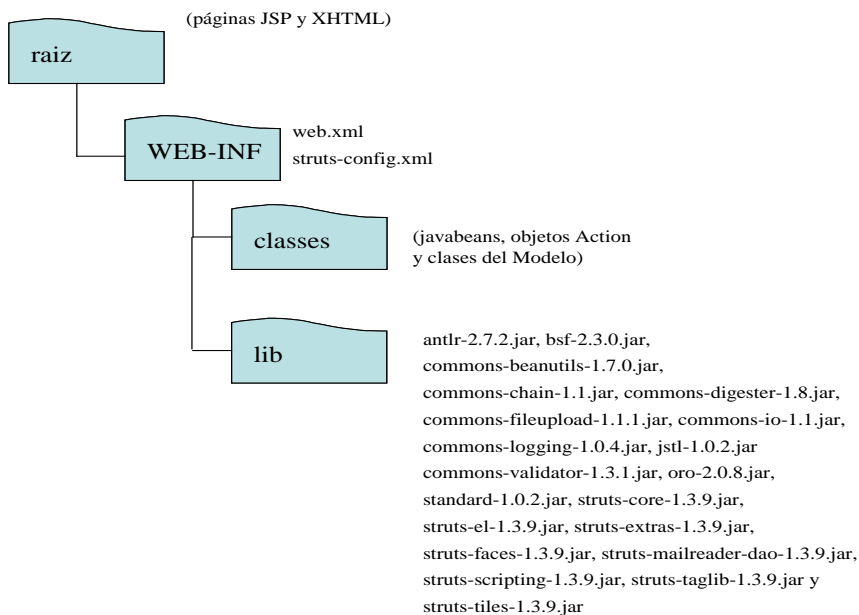 (páginas JSP y XHTML)
raiz
WEB-INF
web.xml
struts-config.xml
classes
(javabeans, objetos Action
y clases del Modelo)
lib
antlr-2.7.2.jar, bsf-2.3.0.jar,
commons-beanutils-1.7.0.jar,
commons-chain-1.1.jar, commons-digester-1.8.jar,
commons-fileupload-1.1.1.jar, commons-io-1.1.jar,
commons-logging-1.0.4.jar, jstl-1.0.2.jar
commons-validator-1.3.1.jar, oro-2.0.8.jar,
standard-1.0.2.jar, struts-core-1.3.9.jar,
struts-el-1.3.9.jar, struts-extras-1.3.9.jar,
struts-faces-1.3.9.jar, struts-mailreader-dao-1.3.9.jar,
struts-scripting-1.3.9.jar, struts-taglib-1.3.9.jar y
struts-tiles-1.3.9.jar